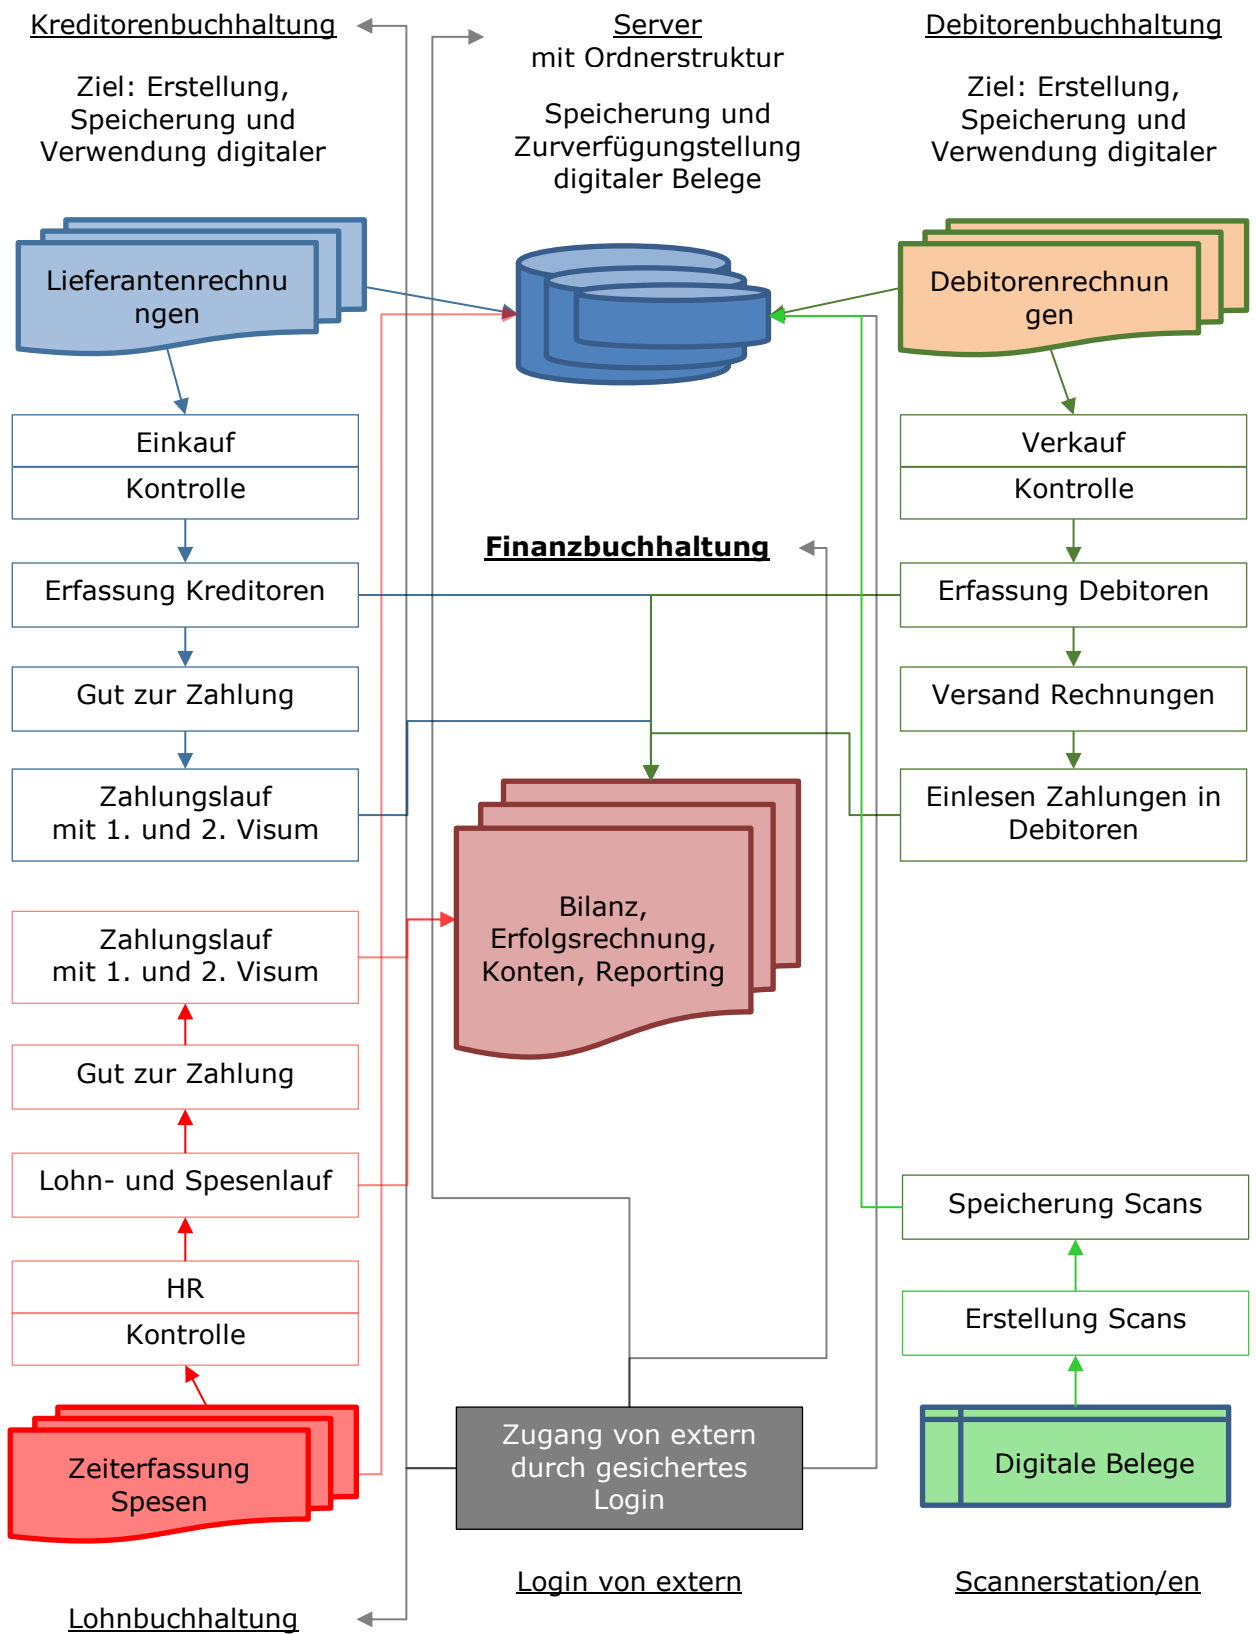 Kreditorenbuchhaltung
Ziel: Erstellung,
Speicherung und
Verwendung digitaler
Server
mit Ordnerstruktur
Speicherung und
Zurverfügungstellung
digitaler Belege
Debitorenbuchhaltung
Ziel: Erstellung,
Speicherung und
Verwendung digitaler
Lieferantenrechnu
ngen
Debitorenrechnun
gen
Einkauf
Kontrolle
Verkauf
Kontrolle
Finanzbuchhaltung
Erfassung Kreditoren
Erfassung Debitoren
Gut zur Zahlung
Versand Rechnungen
Zahlungslauf
mit 1. und 2. Visum
Einlesen Zahlungen in
Debitoren
Bilanz,
Erfolgsrechnung,
Konten, Reporting
Zahlungslauf
mit 1. und 2. Visum
Gut zur Zahlung
Lohn- und Spesenlauf
HR
Kontrolle
Zeiterfassung
Spesen
Lohnbuchhaltung
Zugang von extern
durch gesichertes
Login
Login von extern
Speicherung Scans
Erstellung Scans
Digitale Belege
Scannerstation/en